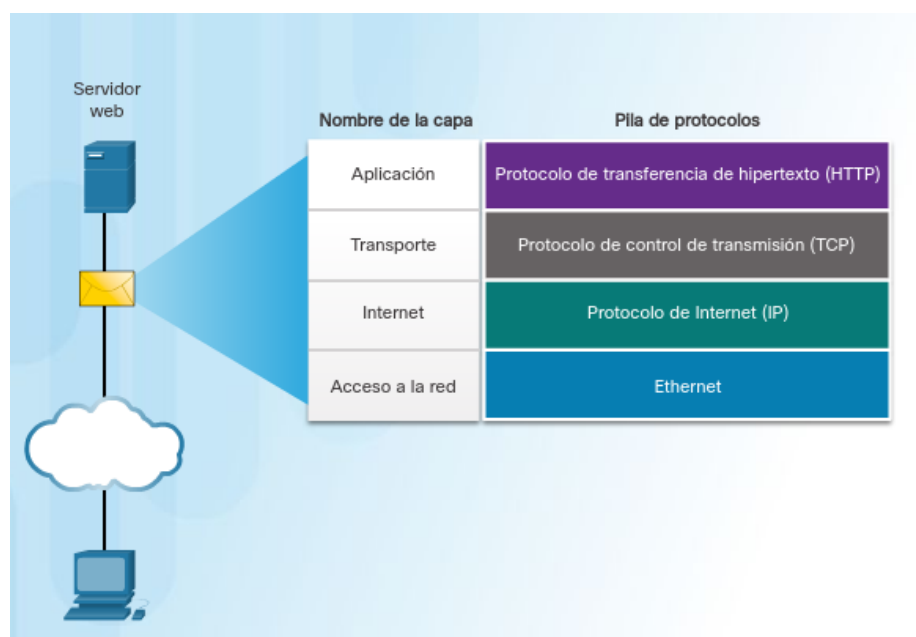 Servidor
web
Nombre de la capa
Pila de protocolos
Aplicación
Protocolo de transferencia de hipertexto (HTTP)
Transporte
Protocolo de control de transmisión (TCP)
Internet
Protocolo de Internet (IP)
Acceso a la red
Ethernet